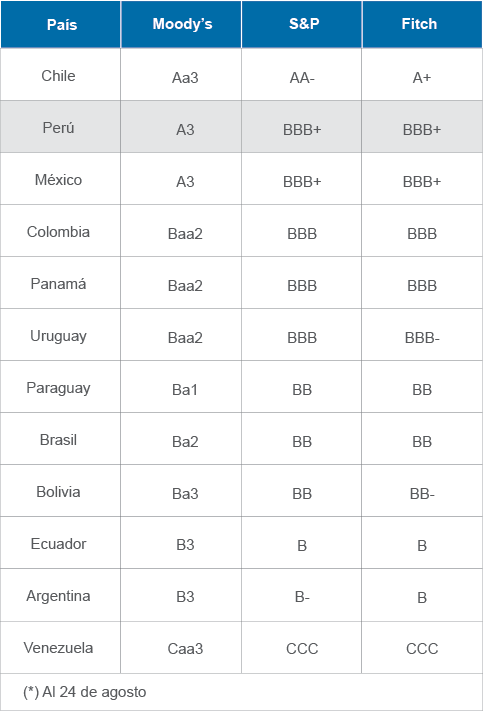 País Moody's S&P Fitch
Chile Aa3 AA- A+
Perú A3 BBB+ BBB+
México A3 BBB+ BBB+
Colombia Baa2 BBB BBB
Panamá Baa2 BBB BBB
Uruguay Baa2 BBB BBB-
Paraguay Ba1 BB BB
Brasil Ba2 BB BB
Bolivia Ba3 BB BB-
Ecuador B3 B B
Argentina B3 B- B
Venezuela Caa3 CCC CCC
(*) Al 24 de agosto